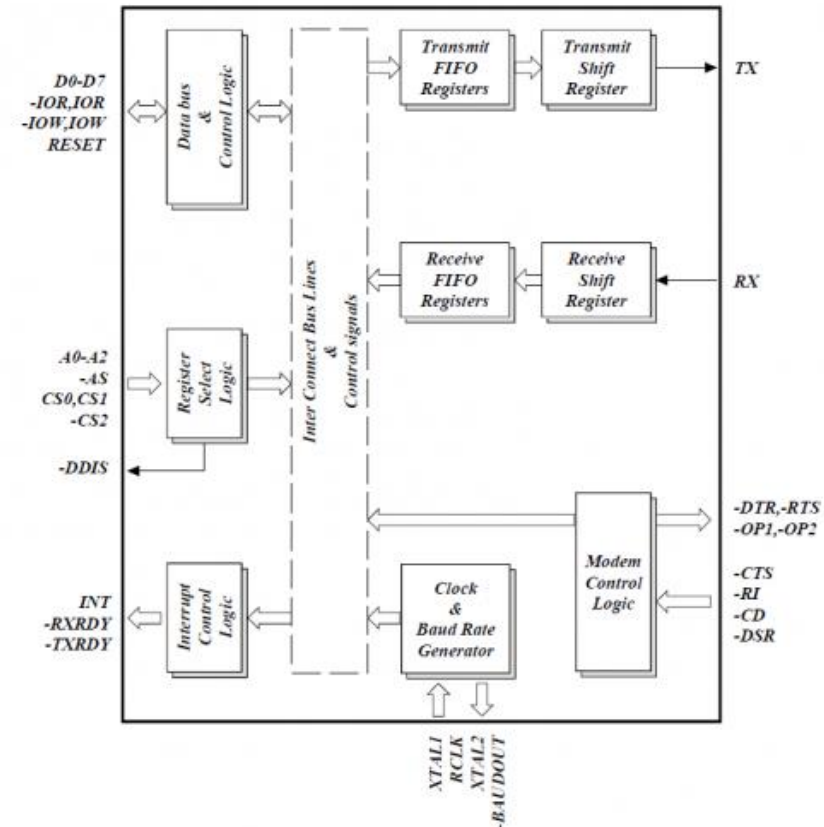 D0-D7
-IOR,IOR
-IOW,IOW
RESET
Data bus
&
Control Logic
Transmit
FIFO
Registers
Transmit
Shift
Register
TX
Receive
FIFO
Registers
Receive
Shift
Register
RX
Inter Connect Bus Lines
&
Control signals
A0-A2
-AS
CS0,CS1
-CS2
Register
Select
Logic
-DDIS
INT
-RXRDY
-TXRDY
Interrupt
Control
Logic
Clock
&
Baud Rate
Generator
Modem
Control
Logic
-DTR,-RTS
-OP1,-OP2
-CTS
-RI
-CD
-DSR
XTAL1
RCLK
XTAL2
-BAUDOUT